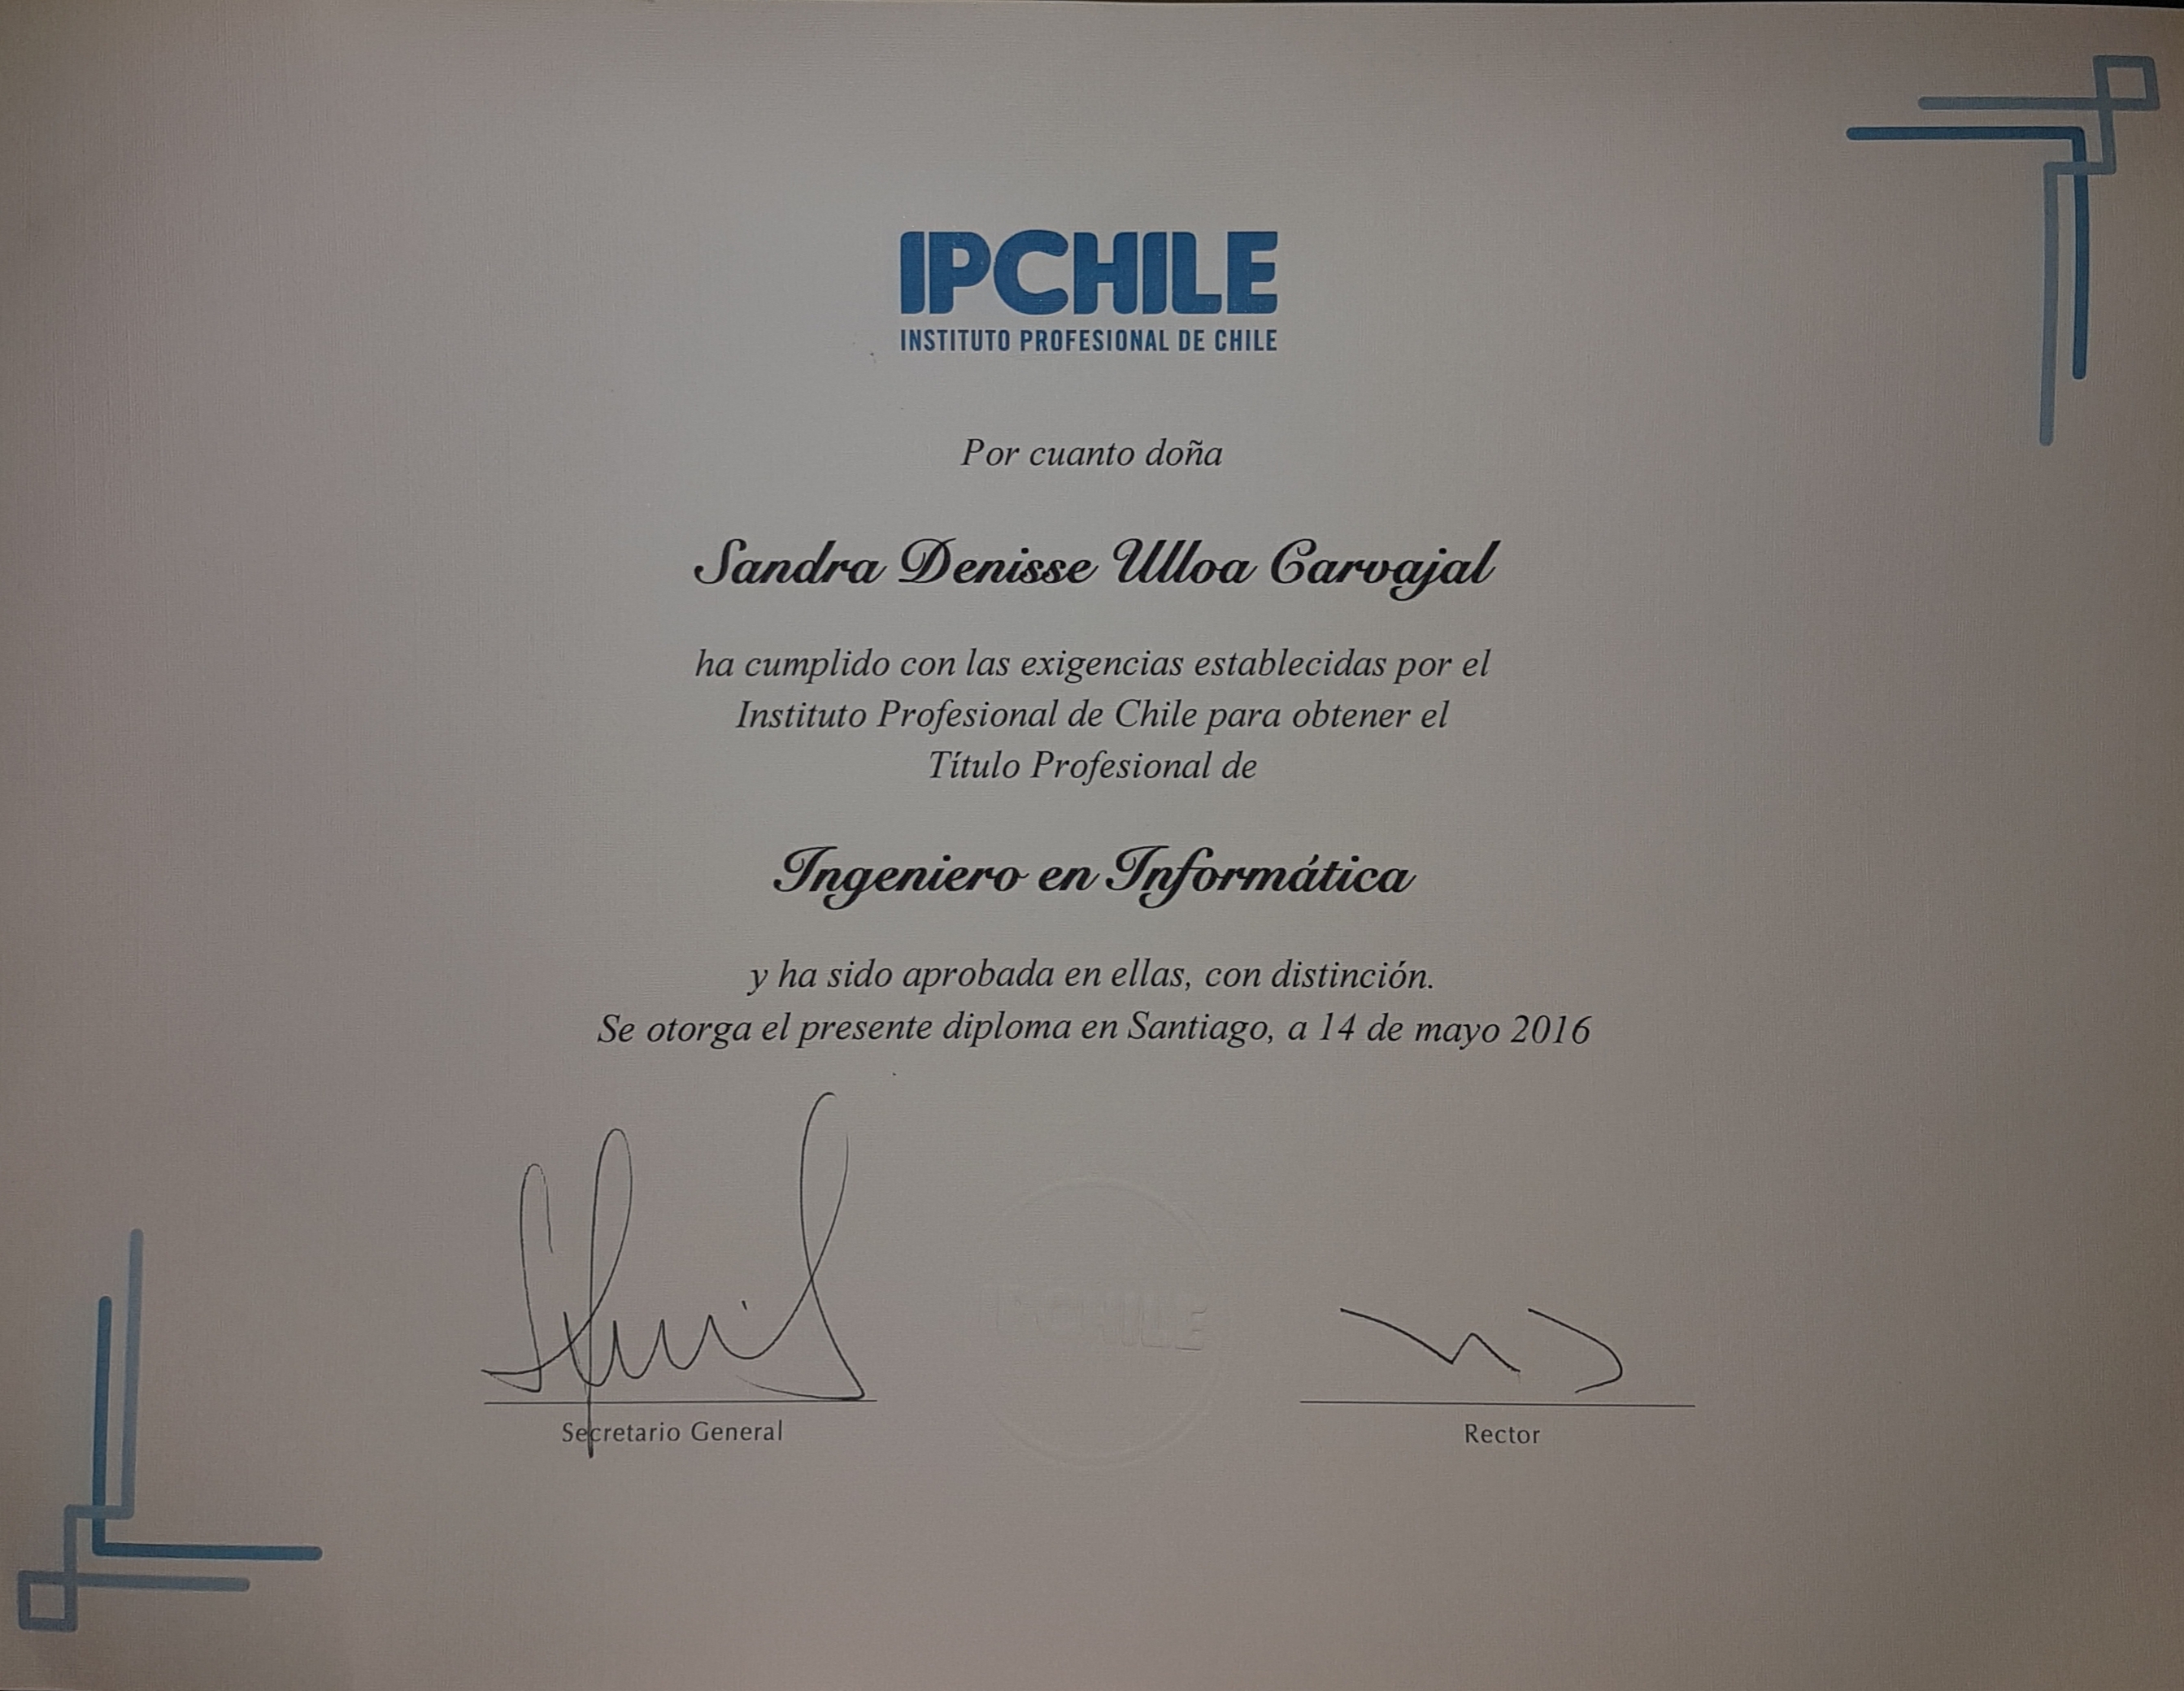 IPCHILE
INSTITUTO PROFESIONAL DE CHILE
Por cuanto doña
Sandra Denisse Ulloa Carvajal
ha cumplido con las exigencias establecidas por el
Instituto Profesional de Chile para obtener el
Título Profesional de
Ingeniero en Informática
y ha sido aprobada en ellas, con distinción.
Se otorga el presente diploma en Santiago, a 14 de mayo 2016
IPCHILE
Secretario General
Rector